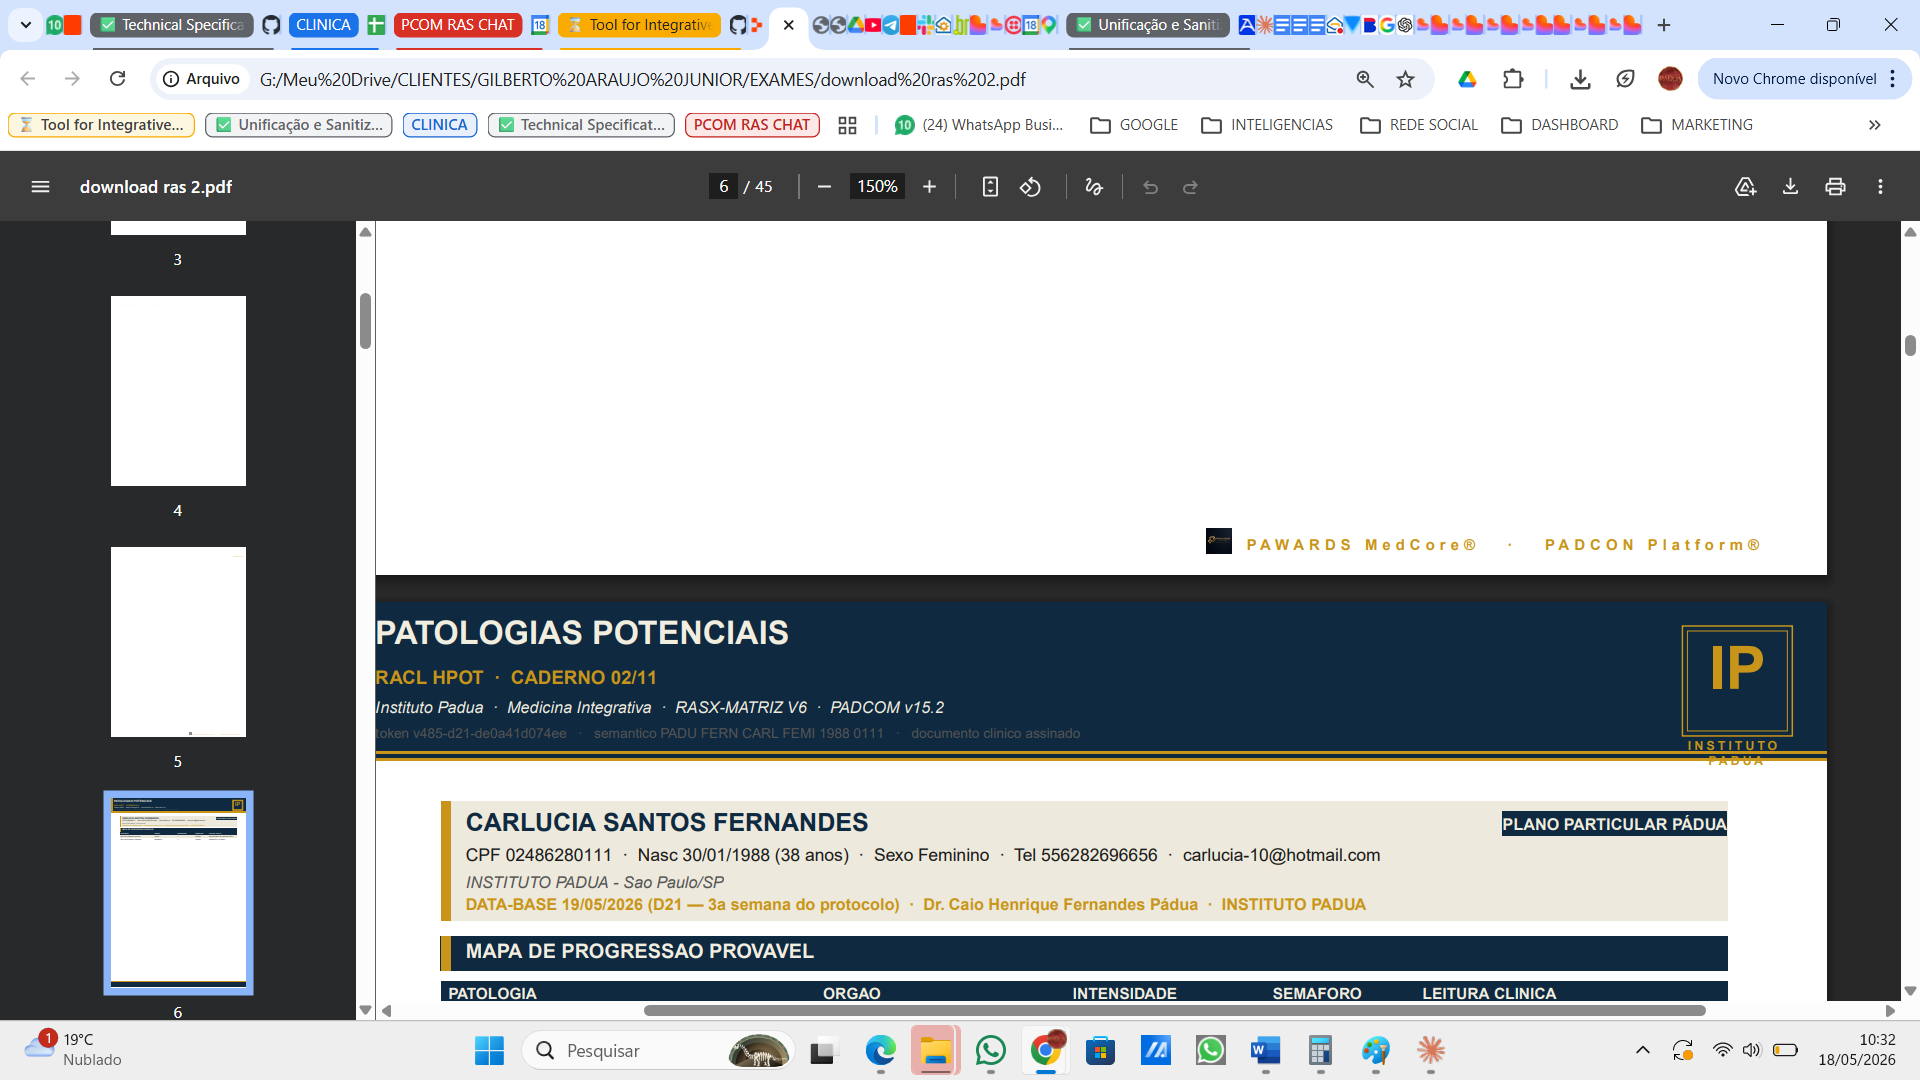 Technical Specifica
CLINICA
PCOM RAS CHAT
18
Tool for Integrativ
Unificação e Saniti
Arquivo
G:/Meu%20Drive/CLIENTES/GILBERTO%20ARAUJO%20JUNIOR/EXAMES/download%20ras%202.pdf
Novo Chrome disponível
Tool for Integrative...
Unificação e Sanitiz...
CLINICA
Technical Specificat...
PCOM RAS CHAT
(24) WhatsApp Busi...
GOOGLE
INTELIGENCIAS
REDE SOCIAL
DASHBOARD
MARKETING
download ras 2.pdf
6 / 45
150%
3
4
5
6
PAWARDS MedCore® · PADCON Platform®
PATOLOGIAS POTENCIAIS
RACL HPOT · CADERNO 02/11
Instituto Padua · Medicina Integrativa · RASX-MATRIZ V6 · PADCOM v15.2
token v485-d21-de0a41d074ee · semantico PADU FERN CARL FEMI 1988 0111 · documento clinico assinado
IP
INSTITUTO
PADUA
CARLUCIA SANTOS FERNANDES
PLANO PARTICULAR PÁDUA
CPF 02486280111 · Nasc 30/01/1988 (38 anos) · Sexo Feminino · Tel 556282696656 · carlucia-10@hotmail.com
INSTITUTO PADUA - Sao Paulo/SP
DATA-BASE 19/05/2026 (D21 — 3a semana do protocolo) · Dr. Caio Henrique Fernandes Pádua · INSTITUTO PADUA
MAPA DE PROGRESSAO PROVAVEL
PATOLOGIA ORGAO INTENSIDADE SEMAFORO LEITURA CLINICA
1
19°C
Nublado
Pesquisar
10:32
18/05/2026